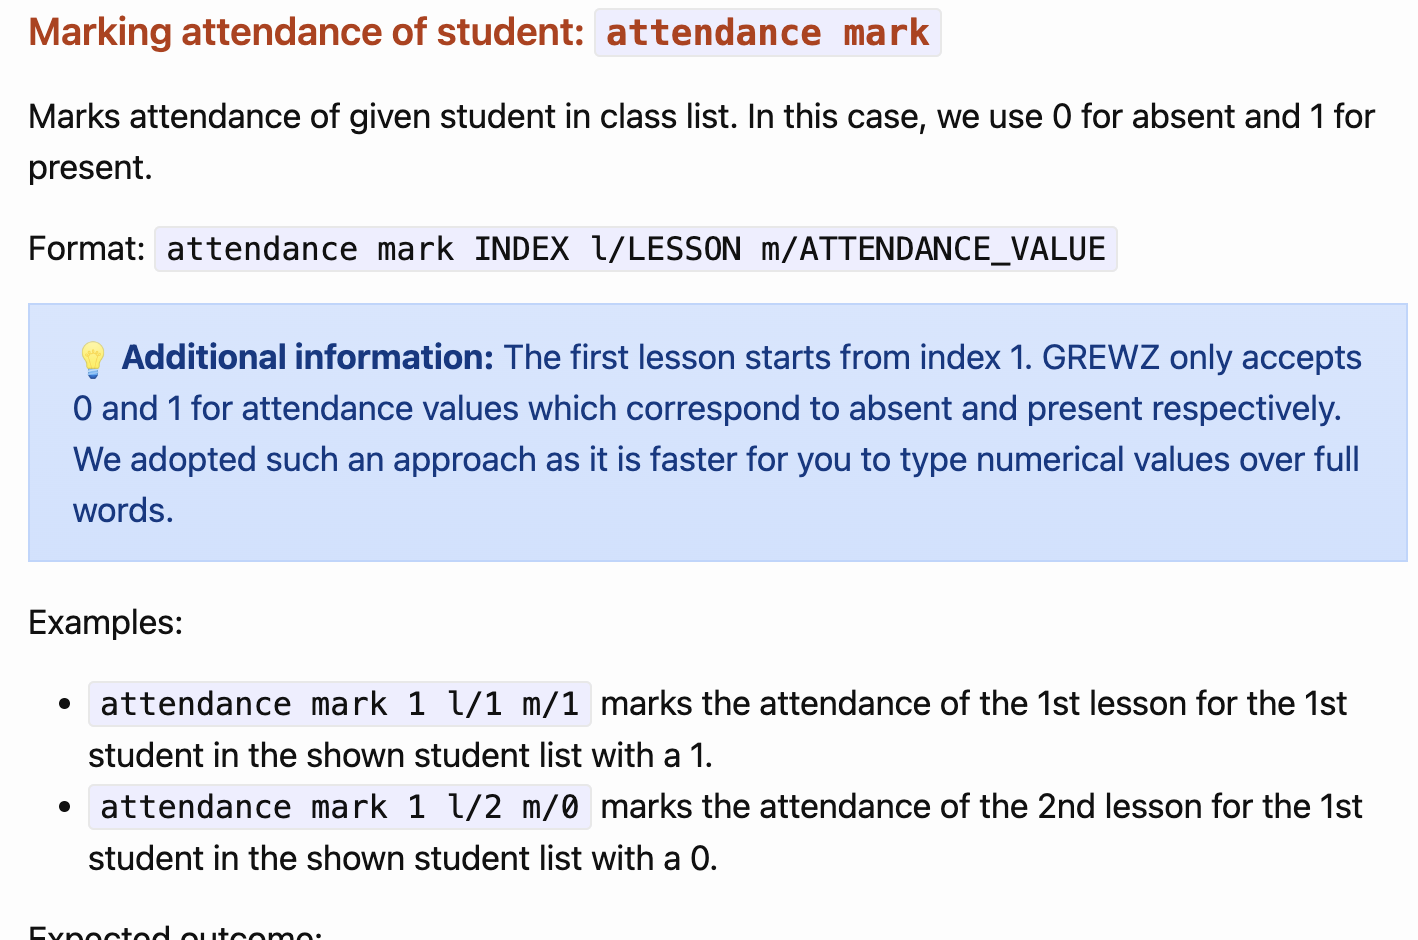 Marking attendance of student: attendance mark
Marks attendance of given student in class list. In this case, we use 0 for absent and 1 for
present.
Format: attendance mark INDEX l/LESSON m/ATTENDANCE_VALUE
Additional information: The first lesson starts from index 1. GREWZ only accepts
0 and 1 for attendance values which correspond to absent and present respectively.
We adopted such an approach as it is faster for you to type numerical values over full
words.
Examples:
• attendance mark 1 l/1 m/1 marks the attendance of the 1st lesson for the 1st
student in the shown student list with a 1.
• attendance mark 1 l/2 m/0 marks the attendance of the 2nd lesson for the 1st
student in the shown student list with a 0.
Expected outcome: